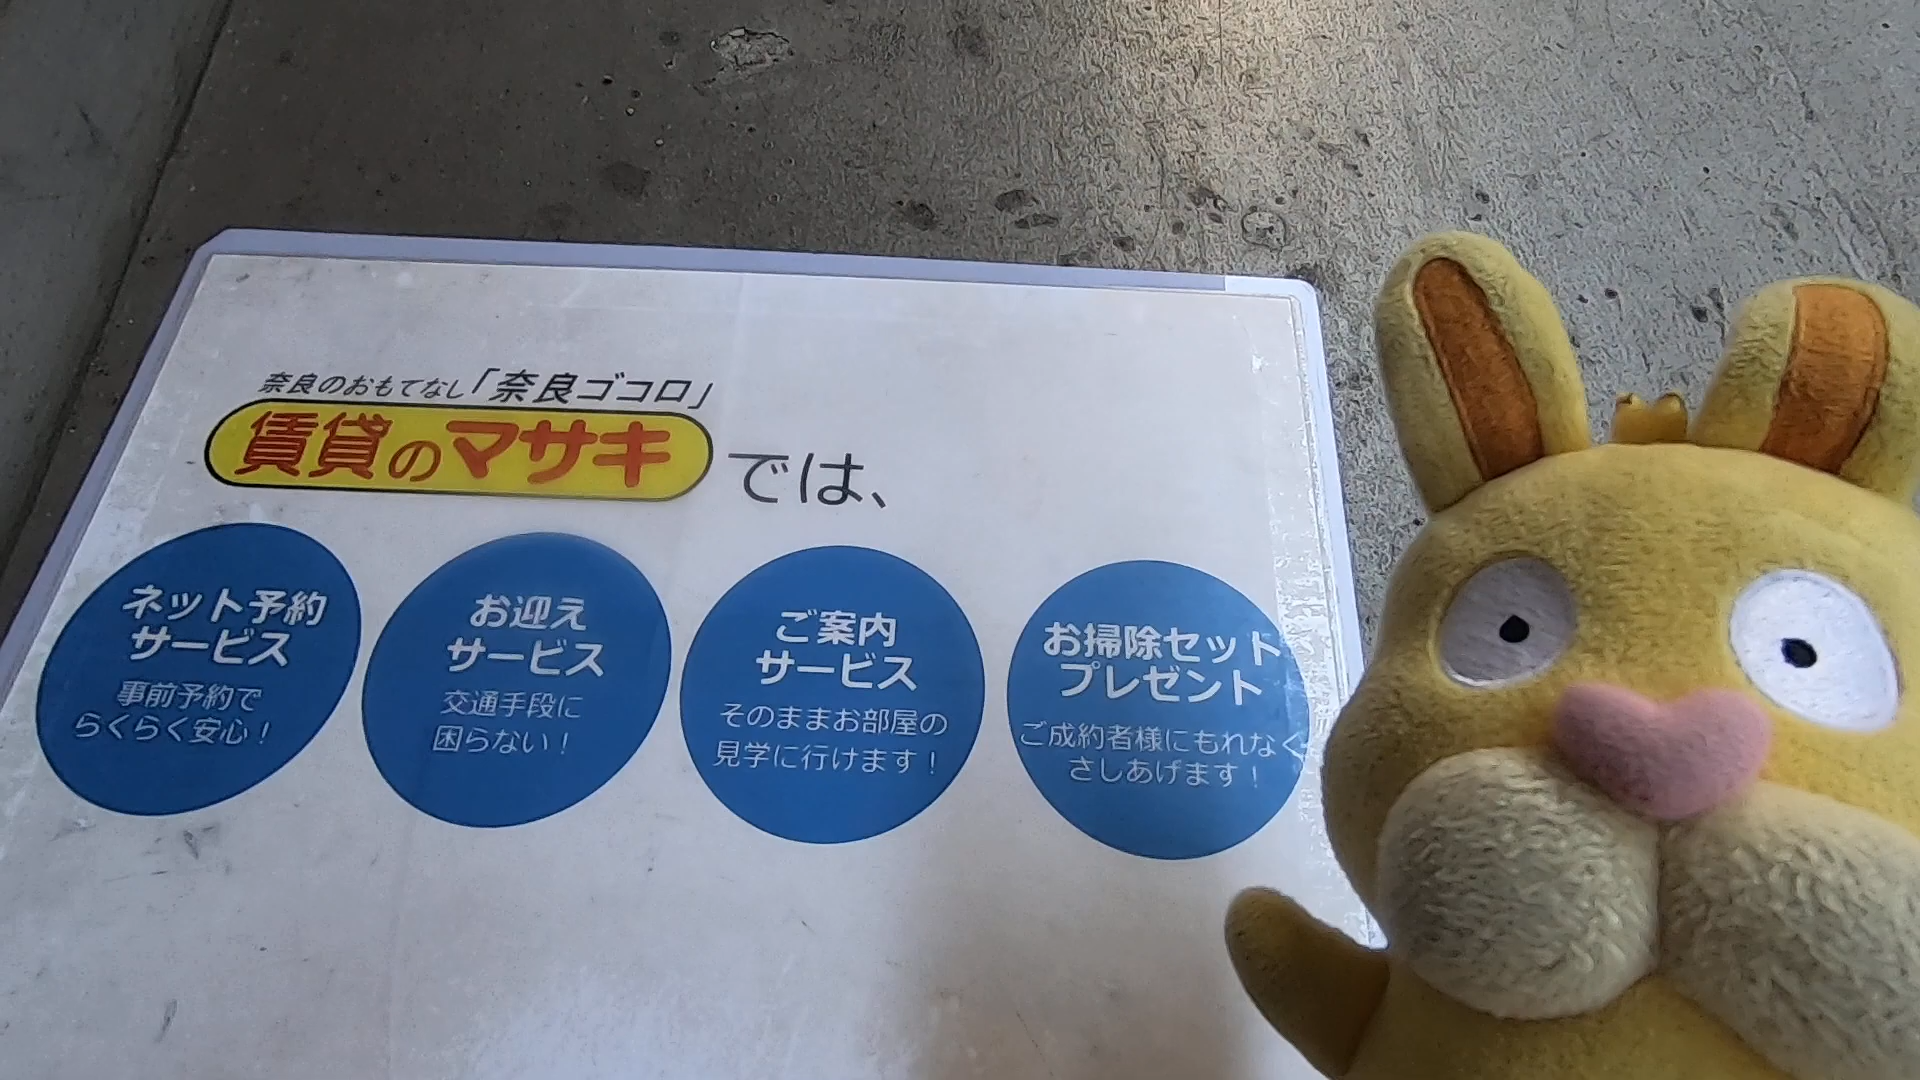 奈良のおもてなし「奈良ゴコロ」
賃貸のマサキでは、
ネット予約
サービス
事前予約で
らくらく安心！
お迎え
サービス
交通手段に
困らない！
ご案内
サービス
そのままお部屋の
見学に行けます！
お掃除セット
プレゼント
ご成約者様にもれなく
さしあげます！